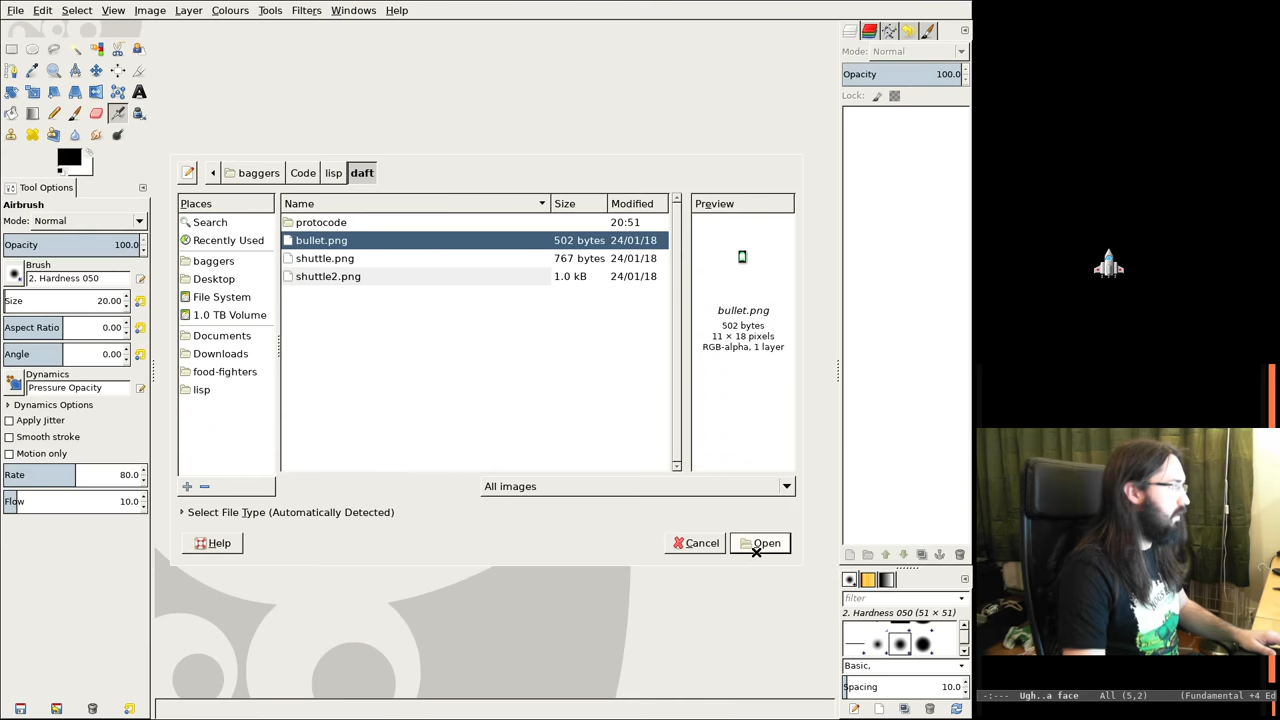 File Edit Select View Image Layer Colours Tools Filters Windows Help
Mode: Normal
Opacity 100.0
Lock:
baggers Code lisp daft
Tool Options
Places Name Size Modified Preview
Airbrush
Mode: Normal
Search protocode 20:51
Recently Used bullet.png 502 bytes 24/01/18
Opacity 100.0
baggers shuttle.png 767 bytes 24/01/18
Brush
2. Hardness 050
Desktop shuttle2.png 1.0 kB 24/01/18
File System
Size 20.00
1.0 TB Volume
bullet.png
502 bytes
11 × 18 pixels
RGB-alpha, 1 layer
Aspect Ratio 0.00
Documents
Angle 0.00
Downloads
Dynamics
Pressure Opacity
food-fighters
lisp
Dynamics Options
Apply Jitter
Smooth stroke
Motion only
Rate 80.0
All images
Flow 10.0
Select File Type (Automatically Detected)
Help Cancel Open
filter
2. Hardness 050 (51 × 51)
Basic,
Spacing 10.0
-:--- Ugh..a face All (5,2) (Fundamental +4 Ed